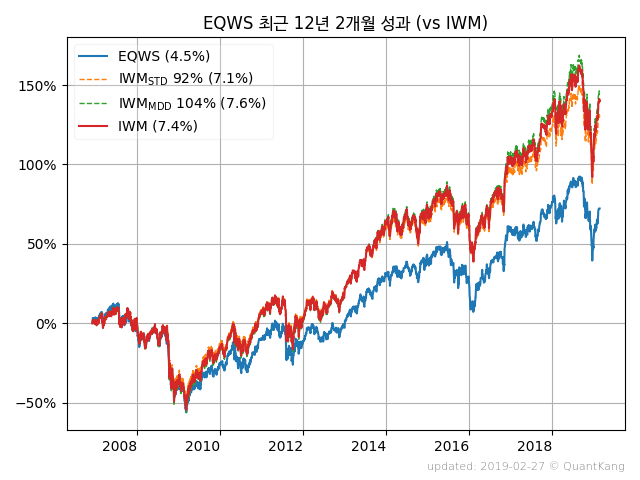 EQWS 최근 12년 2개월 성과 (vs IWM)
EQWS (4.5%)
IWM_STD 92% (7.1%)
IWM_MDD 104% (7.6%)
IWM (7.4%)
150%
100%
50%
0%
−50%
2008 2010 2012 2014 2016 2018
updated: 2019-02-27 © QuantKang